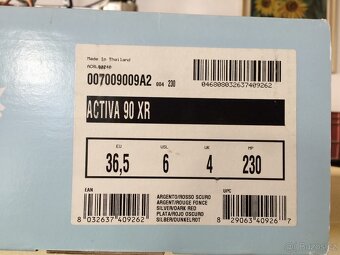 Made in Thailand
007009009A2 004 230
0468080032637409262
ACTIVA 90 XR
EU USL UK MP
36,5 6 4 230
EAN
ARGENTO/ROSSO SCURO
ARGENT/ROUGE FONCE
SILVER/DARK RED
PLATA/ROJO OSCURO
SILBER/DUNKELROT
UPC
8 032637 409262
8 29063 40926 7